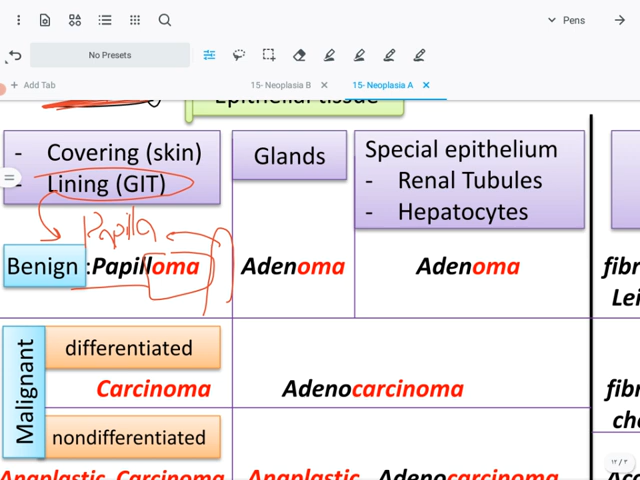 Pens
No Presets
Add Tab
15- Neoplasia B
15- Neoplasia A
Epithelial tissue
- Covering (skin)
- Lining (GIT)
Glands
Special epithelium
- Renal Tubules
- Hepatocytes
Papilla
Benign :Papilloma
Adenoma
Adenoma
fibr
Lei
Malignant
differentiated
Carcinoma
Adenocarcinoma
fibr
cho
nondifferentiated
Anaplastic Carcinoma
Anaplastic Adenocarcinoma